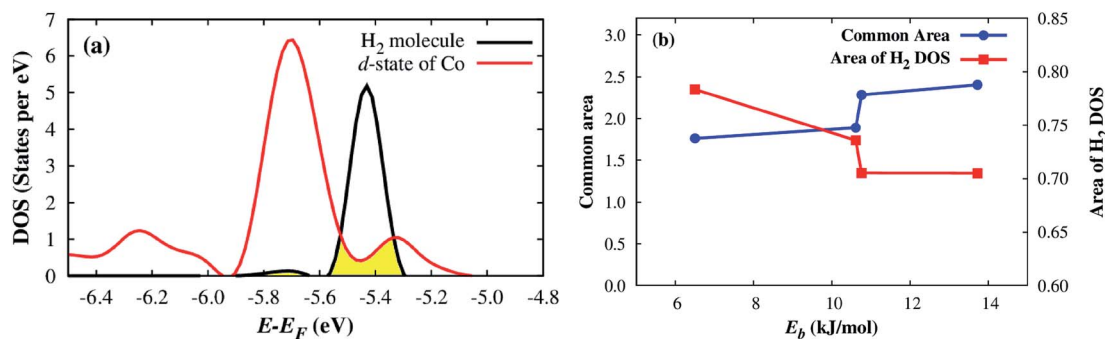 (a)
H2 molecule
d-state of Co
DOS (States per eV)
7
6
5
4
3
2
1
0
-6.4 -6.2 -6.0 -5.8 -5.6 -5.4 -5.2 -5.0 -4.8
E-EF (eV)
(b)
Common Area
Area of H2 DOS
Common area
3.0
2.5
2.0
1.5
1.0
0.5
0.0
6 8 10 12 14
Eb (kJ/mol)
0.85
0.80
0.75
0.70
0.65
0.60
Area of H2 DOS